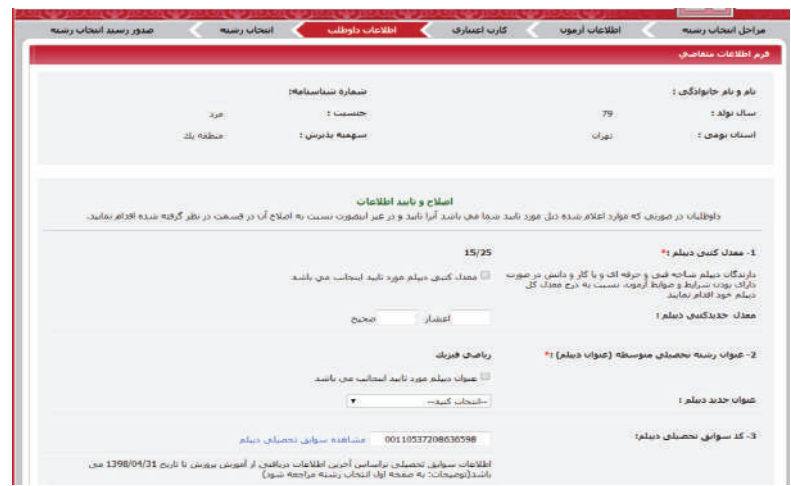 مراحل انتخاب رشته
اطلاعات آزمون
کارت اعتباری
اطلاعات داوطلب
انتخاب رشته
صدور رسید انتخاب رشته
فرم اطلاعات متقاضی
نام و نام خانوادگی :
شماره شناسنامه:
سال تولد : 79
جنسیت : مرد
استان بومی : تهران
سهمیه پذیرش : منطقه یك
اصلاح و تایید اطلاعات
داوطلبان در صورتی که موارد اعلام شده ذیل مورد تایید شما می باشد آنرا تایید و در غیر اینصورت نسبت به اصلاح آن در قسمت در نظر گرفته شده اقدام نمایند.
1- معدل کتبی دیپلم :* 15/25
دارندگان دیپلم شاخه فنی و حرفه ای و یا کار و دانش در صورت
دارای بودن شرایط و ضوابط آزمون، نسبت به درج معدل کل
دیپلم خود اقدام نمایند
معدل کتبی دیپلم مورد تایید اینجانب می باشد
معدل جدیدکتبی دیپلم : اعشار صحیح
2- عنوان رشته تحصیلی متوسطه (عنوان دیپلم) :* ریاضی فیزیك
عنوان دیپلم مورد تایید اینجانب می باشد
عنوان جدید دیپلم : --انتخاب کنید--
3- کد سوابق تحصیلی دیپلم: 00110537208636598 مشاهده سوابق تحصیلی دیپلم
اطلاعات سوابق تحصیلی براساس آخرین اطلاعات دریافتی از آموزش پرورش تا تاریخ 1398/04/31 می
باشد(توضیحات: به صفحه اول انتخاب رشته مراجعه شود)